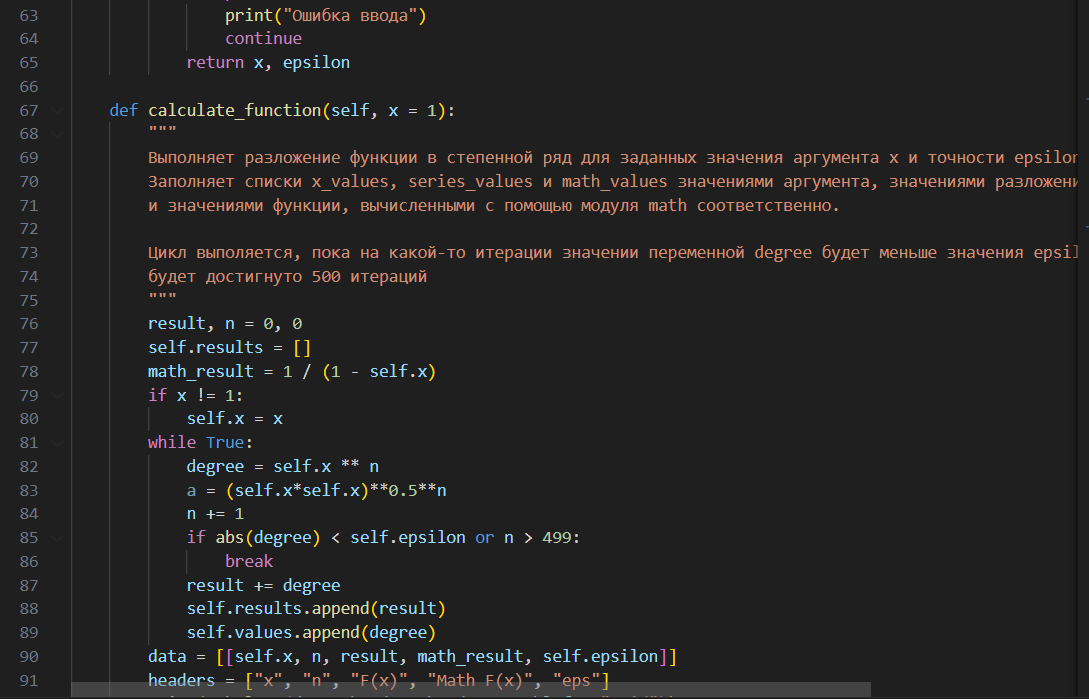 63 print("Ошибка ввода")
64 continue
65 return x, epsilon
66
67 def calculate_function(self, x = 1):
68 """
69 Выполняет разложение функции в степенной ряд для заданных значения аргумента x и точности epsilon
70 Заполняет списки x_values, series_values и math_values значениями аргумента, значениями разложени
71 и значениями функции, вычисленными с помощью модуля math соответственно.
72
73 Цикл выполяется, пока на какой-то итерации значении переменной degree будет меньше значения epsil
74 будет достигнуто 500 итераций
75 """
76 result, n = 0, 0
77 self.results = []
78 math_result = 1 / (1 - self.x)
79 if x != 1:
80 self.x = x
81 while True:
82 degree = self.x ** n
83 a = (self.x*self.x)**0.5**n
84 n += 1
85 if abs(degree) < self.epsilon or n > 499:
86 break
87 result += degree
88 self.results.append(result)
89 self.values.append(degree)
90 data = [[self.x, n, result, math_result, self.epsilon]]
91 headers = ["x", "n", "F(x)", "Math F(x)", "eps"]